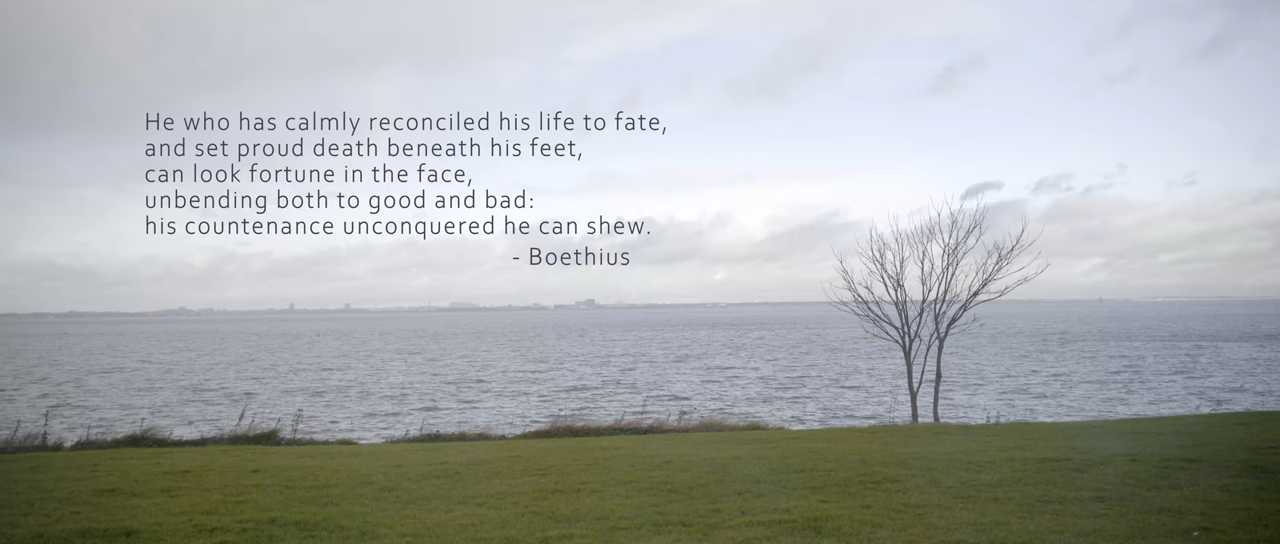 He who has calmly reconciled his life to fate,
and set proud death beneath his feet,
can look fortune in the face,
unbending both to good and bad:
his countenance unconquered he can shew.
- Boethius